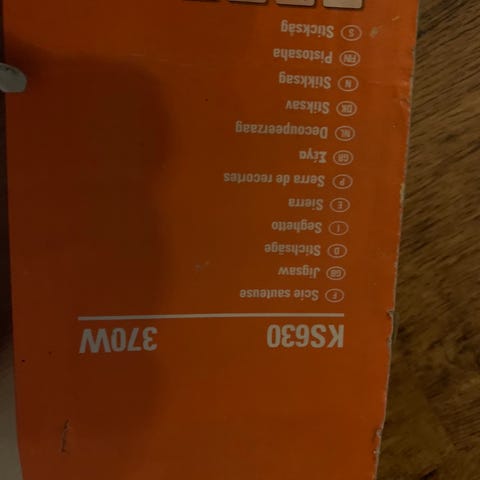 KS630 370W
F Scie sauteuse
GB Jigsaw
D Stichsäge
I Seghetto
E Sierra
P Serra de recortes
GR Σέγα
NL Decoupeerzaag
DK Stiksav
N Stikksag
FIN Pistosaha
S Sticksåg